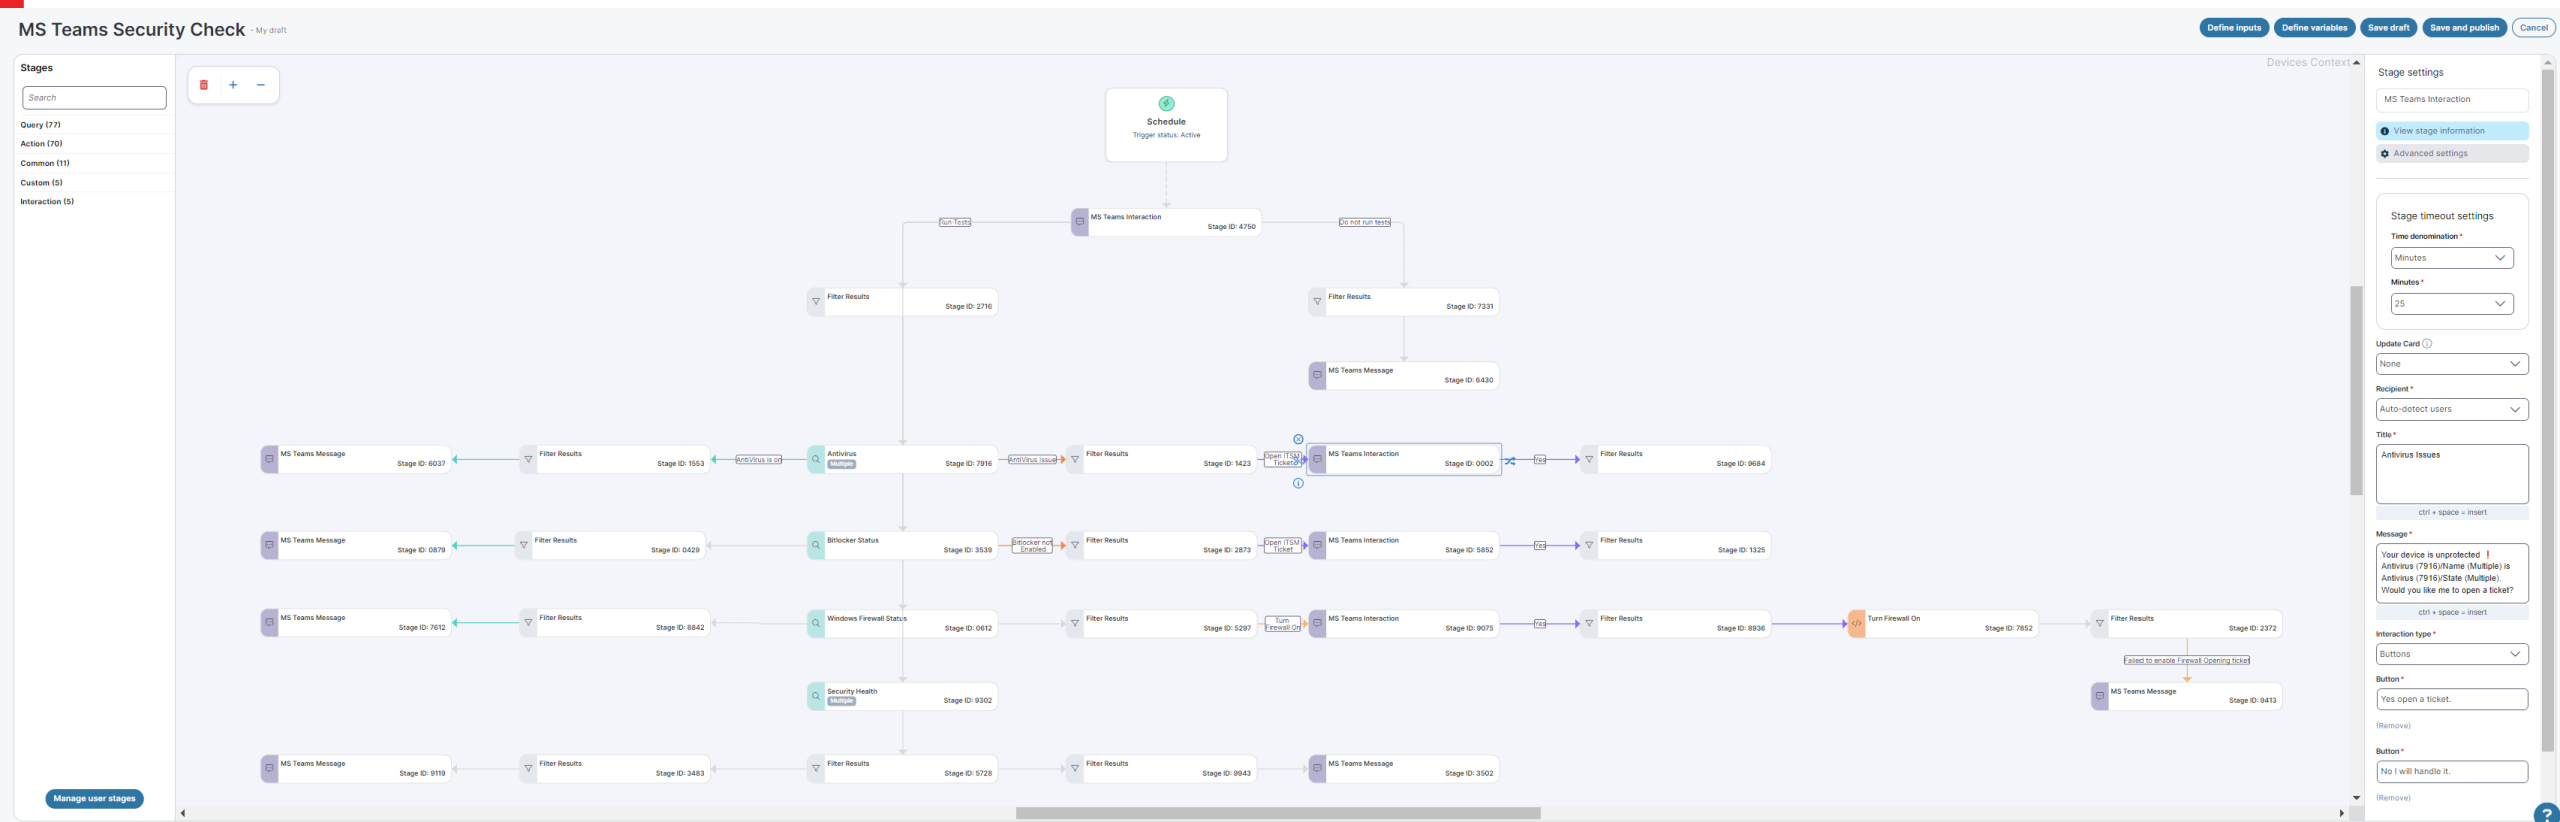 MS Teams Security Check - My draft
Define inputs
Define variables
Save draft
Save and publish
Cancel
Stages
Search
Query (77)
Action (70)
Common (11)
Custom (5)
Interaction (5)
Manage user stages
Devices Context
Schedule
Trigger status: Active
MS Teams Interaction
Stage ID: 4750
Run Tests
Do not run tests
Filter Results
Stage ID: 2716
Filter Results
Stage ID: 7331
MS Teams Message
Stage ID: 6430
MS Teams Message
Stage ID: 6037
Filter Results
Stage ID: 1553
AntiVirus is on
Antivirus
Multiple
Stage ID: 7916
AntiVirus Issue
Filter Results
Stage ID: 1423
Open ITSM
Ticket
MS Teams Interaction
Stage ID: 0002
Yes
Filter Results
Stage ID: 9684
MS Teams Message
Stage ID: 0879
Filter Results
Stage ID: 0429
Bitlocker Status
Stage ID: 3539
Bitlocker not
Enabled
Filter Results
Stage ID: 2873
Open ITSM
Ticket
MS Teams Interaction
Stage ID: 5852
Yes
Filter Results
Stage ID: 1325
MS Teams Message
Stage ID: 7612
Filter Results
Stage ID: 8842
Windows Firewall Status
Stage ID: 0612
Filter Results
Stage ID: 5297
Turn
Firewall On
MS Teams Interaction
Stage ID: 9075
Yes
Filter Results
Stage ID: 8936
Turn Firewall On
Stage ID: 7852
Filter Results
Stage ID: 2372
Failed to enable Firewall Opening ticket
MS Teams Message
Stage ID: 9413
Security Health
Multiple
Stage ID: 9302
MS Teams Message
Stage ID: 9119
Filter Results
Stage ID: 3483
Filter Results
Stage ID: 5728
Filter Results
Stage ID: 9943
MS Teams Message
Stage ID: 3502
Stage settings
MS Teams Interaction
View stage information
Advanced settings
Stage timeout settings
Time denomination *
Minutes
Minutes *
25
Update Card
None
Recipient *
Auto-detect users
Title *
Antivirus Issues
ctrl + space = insert
Message *
Your device is unprotected ❗
Antivirus (7916)/Name (Multiple) is
Antivirus (7916)/State (Multiple).
Would you like me to open a ticket?
ctrl + space = insert
Interaction type *
Buttons
Button *
Yes open a ticket.
(Remove)
Button *
No I will handle it.
(Remove)
?